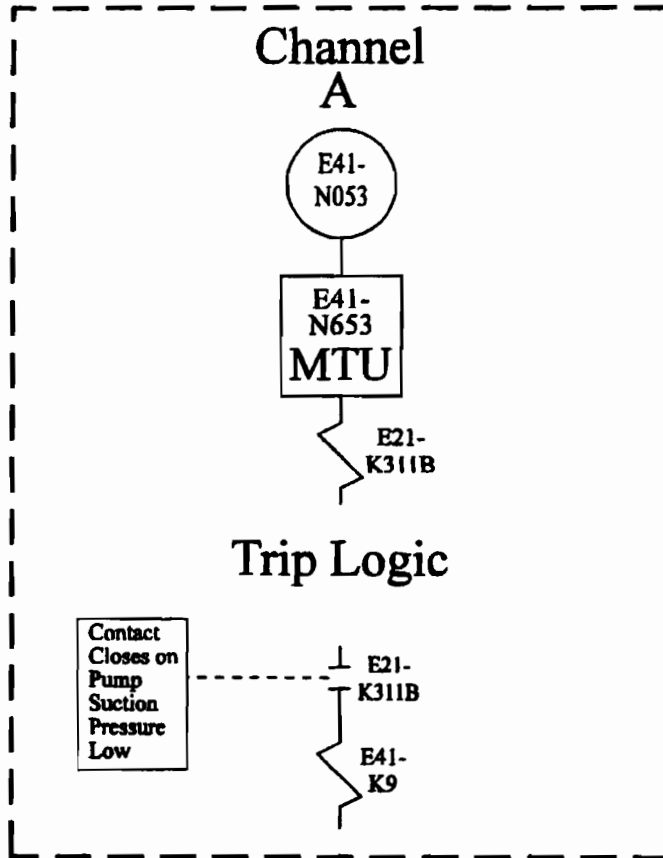 Channel
A
E41-
N053
E41-
N653
MTU
E21-
K311B
Trip Logic
Contact
Closes on
Pump
Suction
Pressure
Low
E21-
K311B
E41-
K9